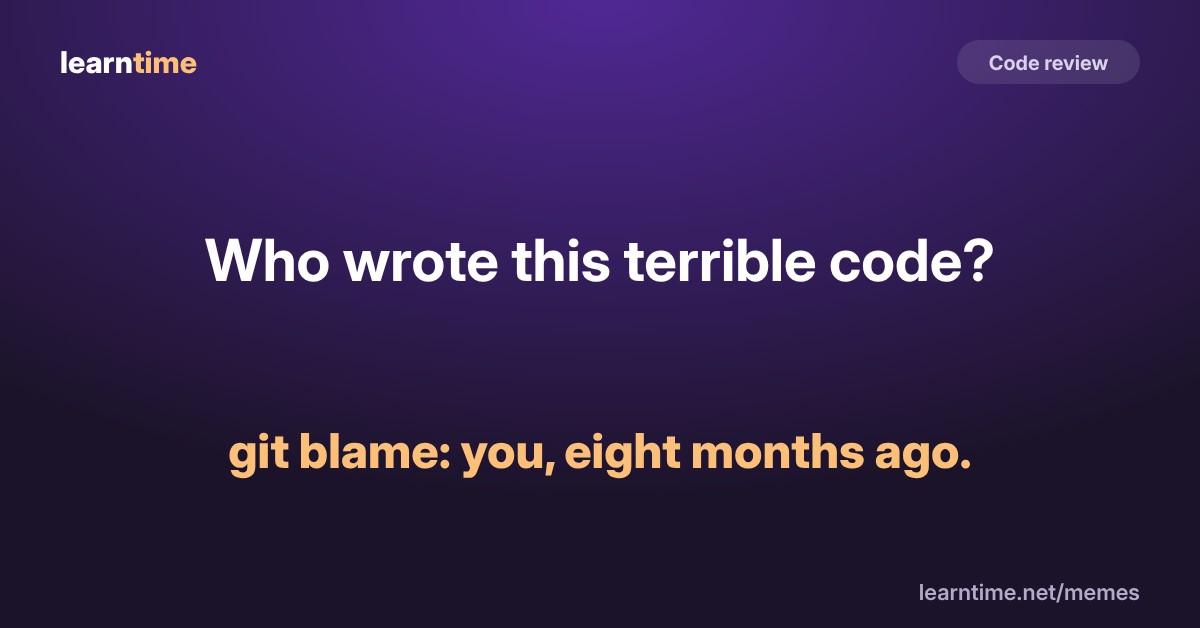 learntime
Code review
Who wrote this terrible code?
git blame: you, eight months ago.
learntime.net/memes